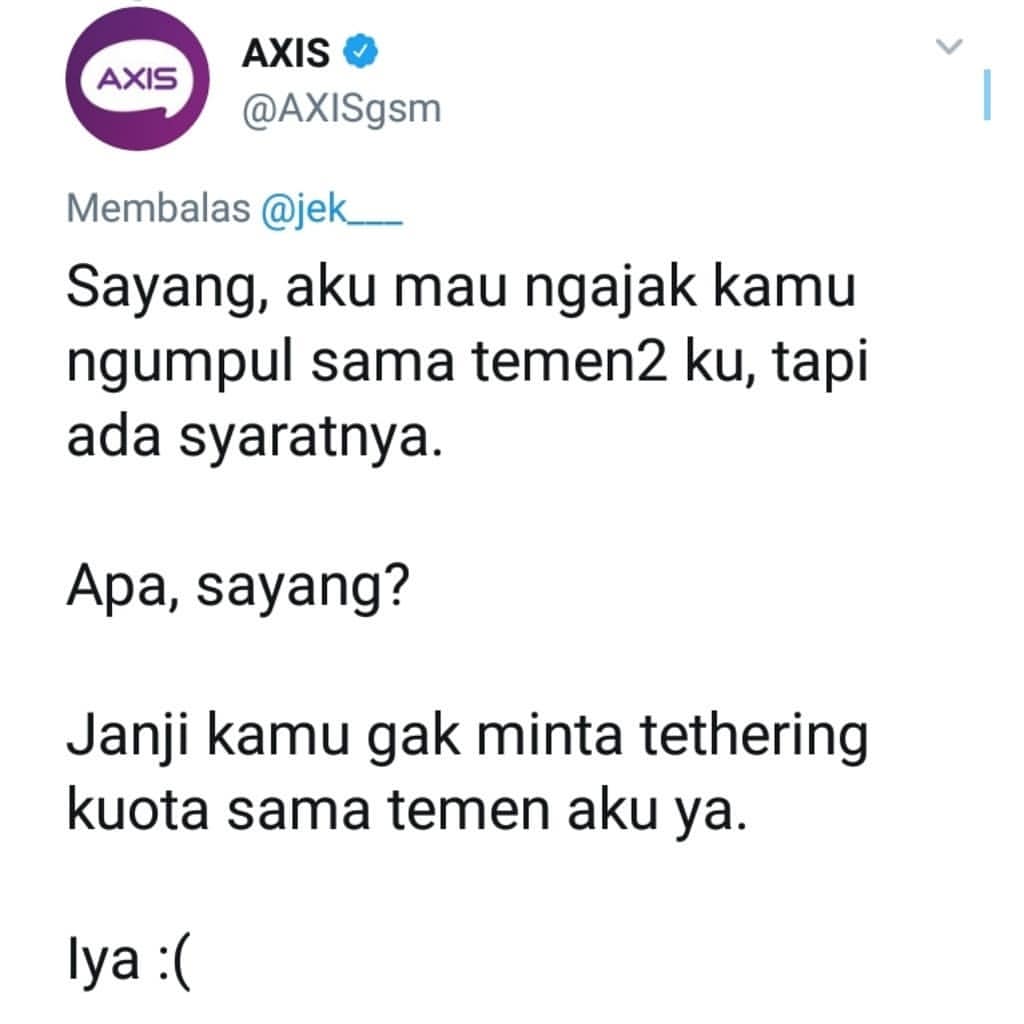 AXIS
AXIS
@AXISgsm
Membalas @jek___
Sayang, aku mau ngajak kamu
ngumpul sama temen2 ku, tapi
ada syaratnya.
Apa, sayang?
Janji kamu gak minta tethering
kuota sama temen aku ya.
Iya :(